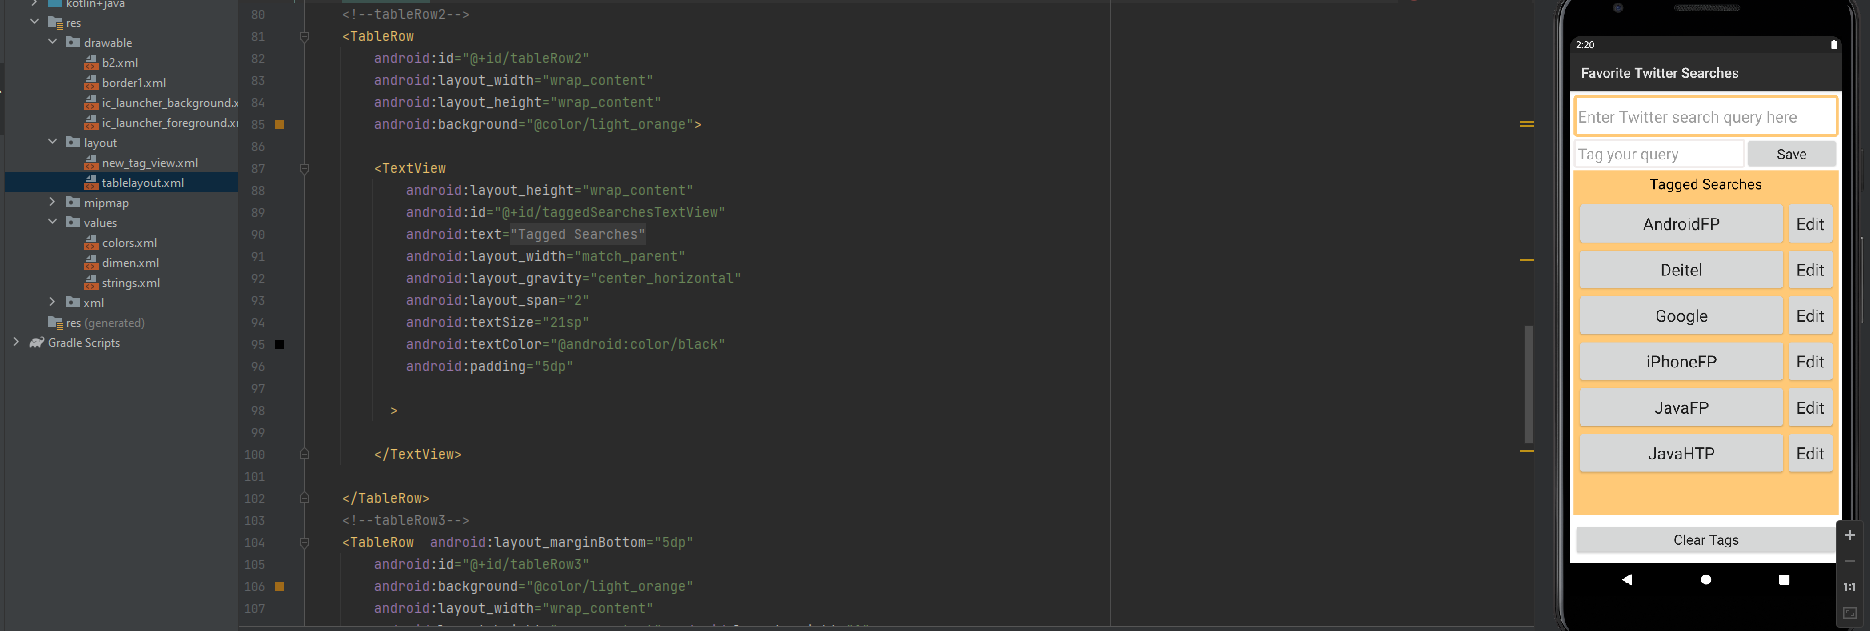 kotlin+java
res
drawable
b2.xml
border1.xml
ic_launcher_background.x
ic_launcher_foreground.xr
layout
new_tag_view.xml
tablelayout.xml
mipmap
values
colors.xml
dimen.xml
strings.xml
xml
res (generated)
Gradle Scripts
80 <!--tableRow2-->
81 <TableRow
82 android:id="@+id/tableRow2"
83 android:layout_width="wrap_content"
84 android:layout_height="wrap_content"
85 android:background="@color/light_orange">
86
87 <TextView
88 android:layout_height="wrap_content"
89 android:id="@+id/taggedSearchesTextView"
90 android:text="Tagged Searches"
91 android:layout_width="match_parent"
92 android:layout_gravity="center_horizontal"
93 android:layout_span="2"
94 android:textSize="21sp"
95 android:textColor="@android:color/black"
96 android:padding="5dp"
97
98 >
99
100 </TextView>
101
102 </TableRow>
103 <!--tableRow3-->
104 <TableRow android:layout_marginBottom="5dp"
105 android:id="@+id/tableRow3"
106 android:background="@color/light_orange"
107 android:layout_width="wrap_content"
2:20
Favorite Twitter Searches
Enter Twitter search query here
Tag your query Save
Tagged Searches
AndroidFP Edit
Deitel Edit
Google Edit
iPhoneFP Edit
JavaFP Edit
JavaHTP Edit
Clear Tags
1:1